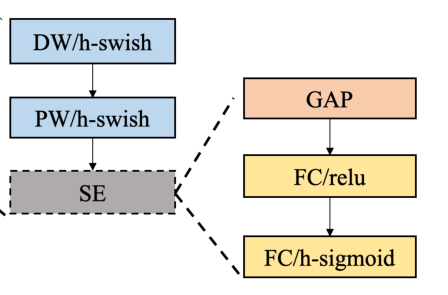 DW/h-swish
PW/h-swish
SE
GAP
FC/relu
FC/h-sigmoid